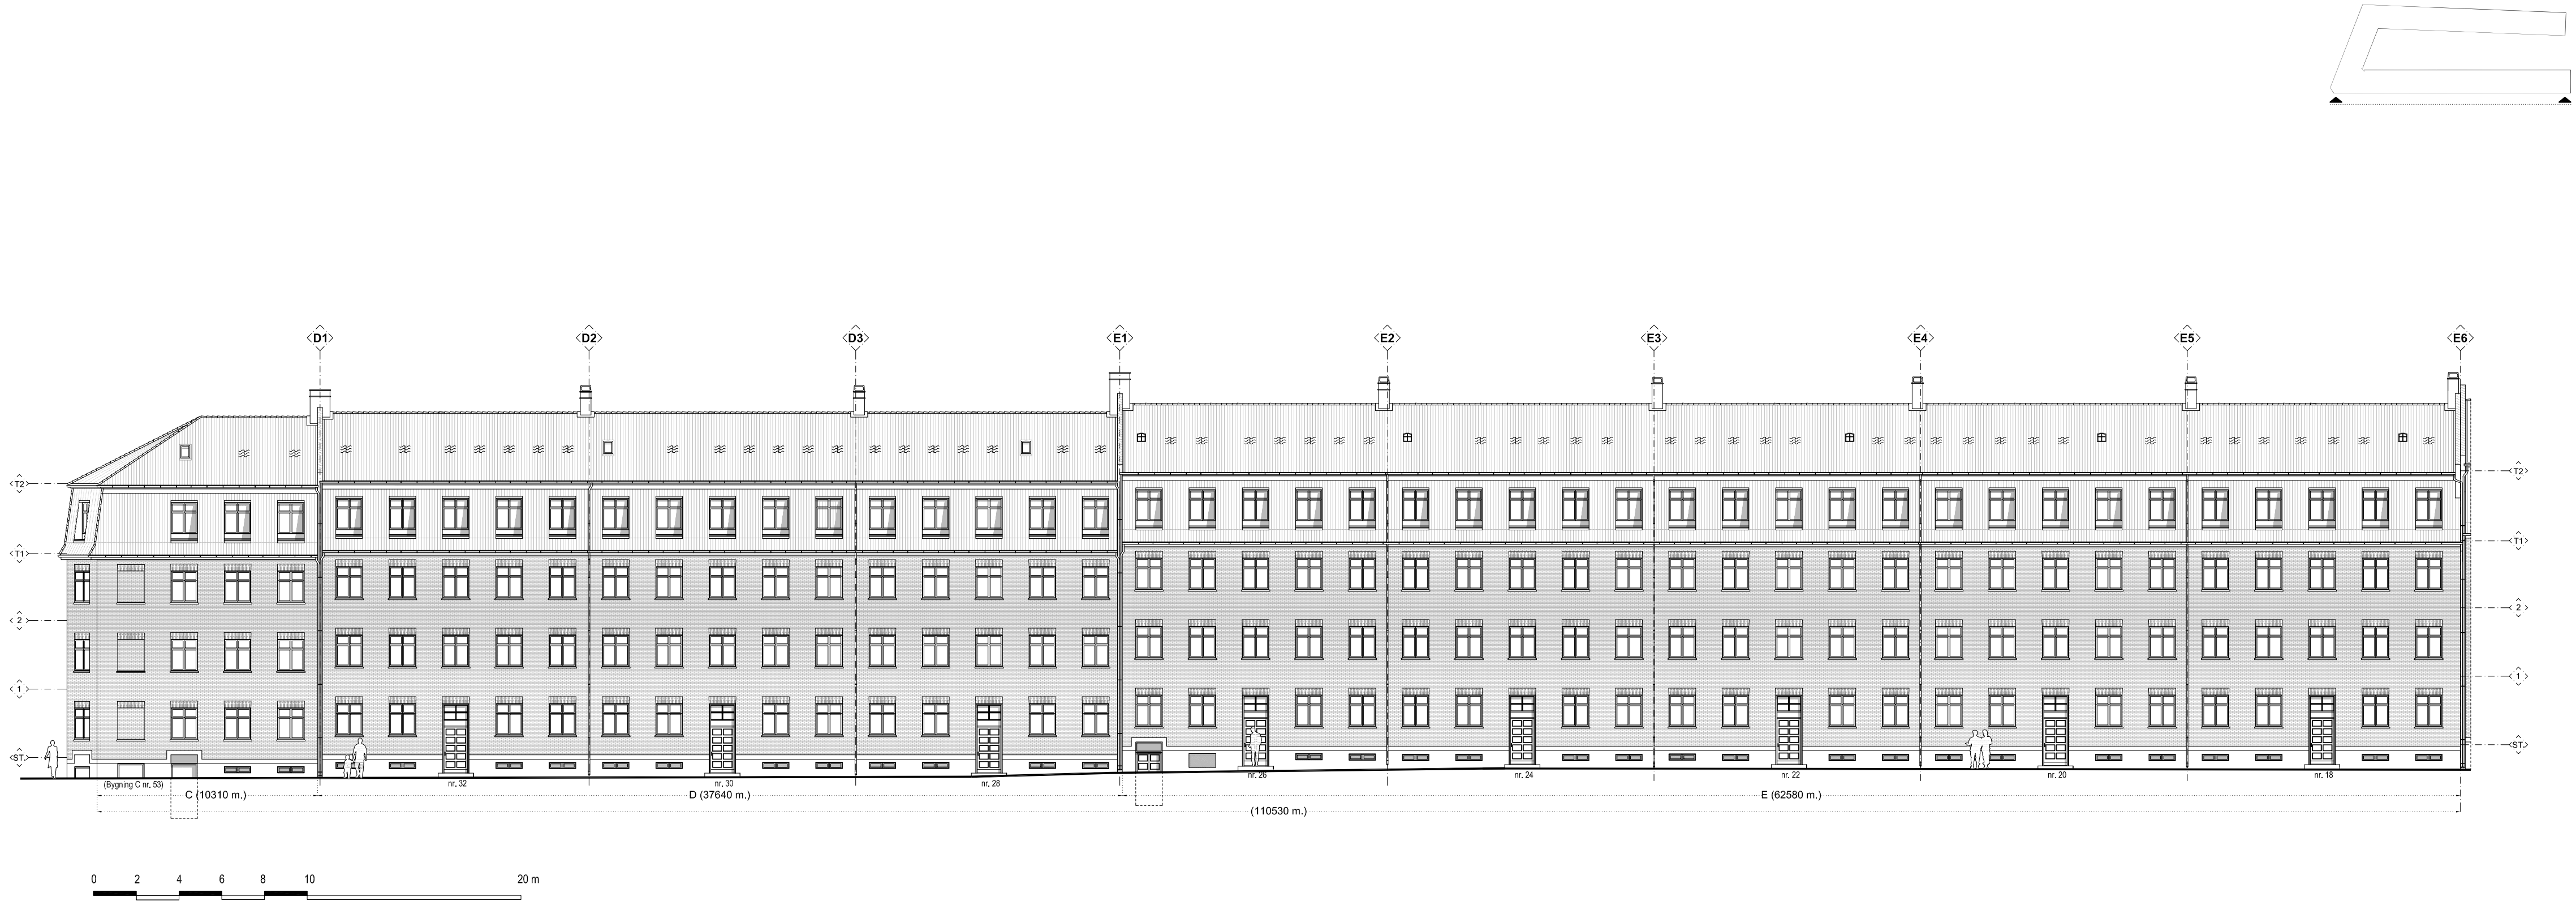 D1 D2 D3 E1 E2 E3 E4 E5 E6
T2 T2
T1 T1
2 2
1 1
ST. ST.
nr. 32 nr. 30 nr. 28 nr. 26 nr. 24 nr. 22 nr. 20 nr. 18
(Bygning C nr. 53)
C (10310 m.) D (37640 m.) E (62580 m.)
(110530 m.)
0 2 4 6 8 10 20 m